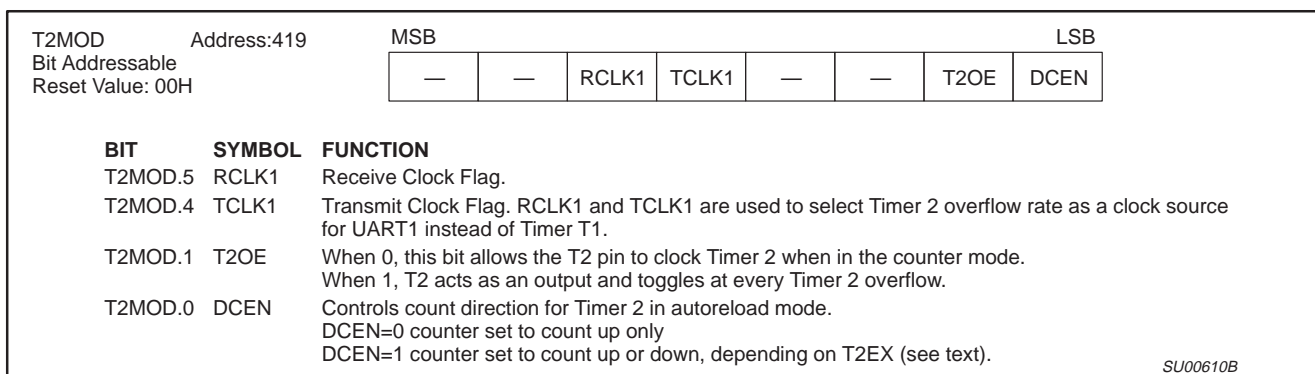 T2MOD Address:419 MSB LSB
Bit Addressable
Reset Value: 00H
— — RCLK1 TCLK1 — — T2OE DCEN
BIT SYMBOL FUNCTION
T2MOD.5 RCLK1 Receive Clock Flag.
T2MOD.4 TCLK1 Transmit Clock Flag. RCLK1 and TCLK1 are used to select Timer 2 overflow rate as a clock source
for UART1 instead of Timer T1.
T2MOD.1 T2OE When 0, this bit allows the T2 pin to clock Timer 2 when in the counter mode.
When 1, T2 acts as an output and toggles at every Timer 2 overflow.
T2MOD.0 DCEN Controls count direction for Timer 2 in autoreload mode.
DCEN=0 counter set to count up only
DCEN=1 counter set to count up or down, depending on T2EX (see text).
SU00610B